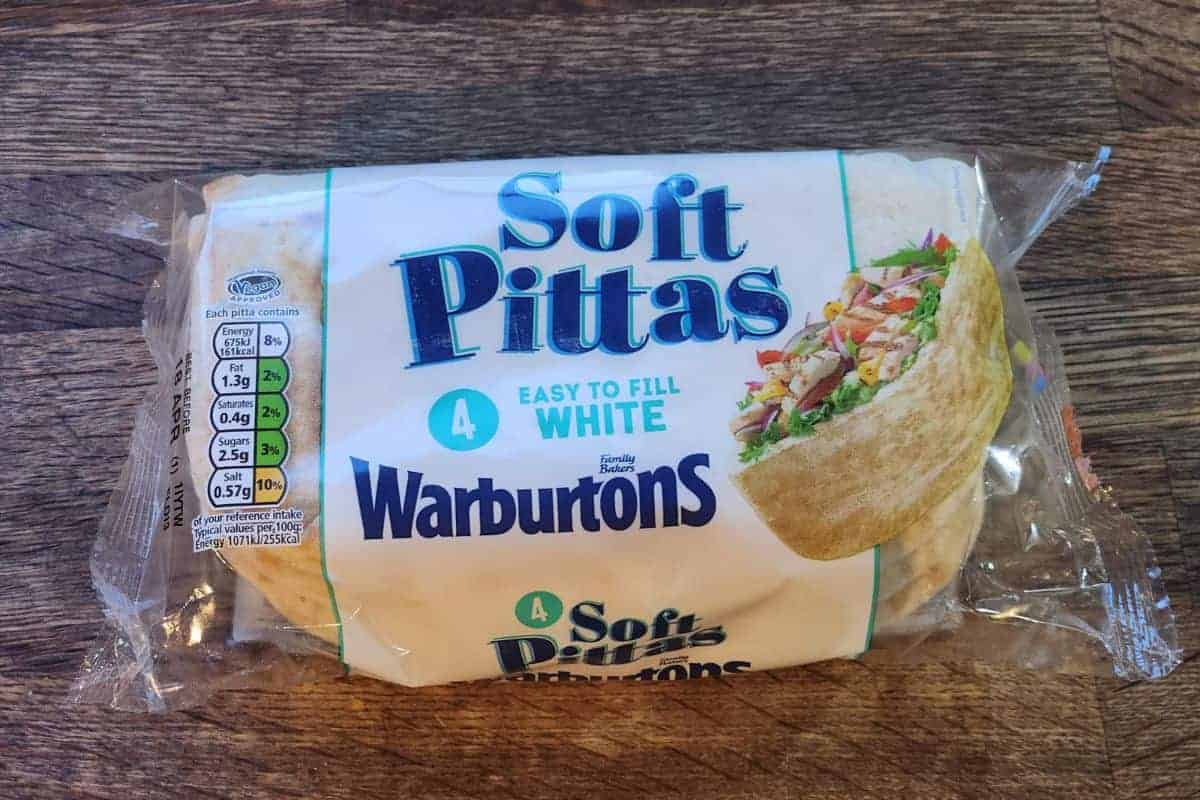 Soft
Pittas
4
EASY TO FILL
WHITE
Family
Bakers
Warburtons
Vegan
APPROVED
Each pitta contains
Energy
675kJ
161kcal
8%
Fat
1.3g
2%
Saturates
0.4g
2%
Sugars
2.5g
3%
Salt
0.57g
10%
of your reference intake
Typical values per 100g:
Energy 1071kJ/255kcal
BEST BEFORE
18 APR
4
Soft
Pittas
Warburtons